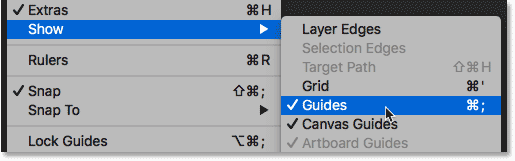 ✓ Extras ⌘H
Show ▶
Rulers ⌘R
✓ Snap ⇧⌘;
Snap To ▶
Lock Guides ⌥⌘;
Layer Edges
Selection Edges
Target Path ⇧⌘H
Grid ⌘'
✓ Guides ⌘;
✓ Canvas Guides
✓ Artboard Guides